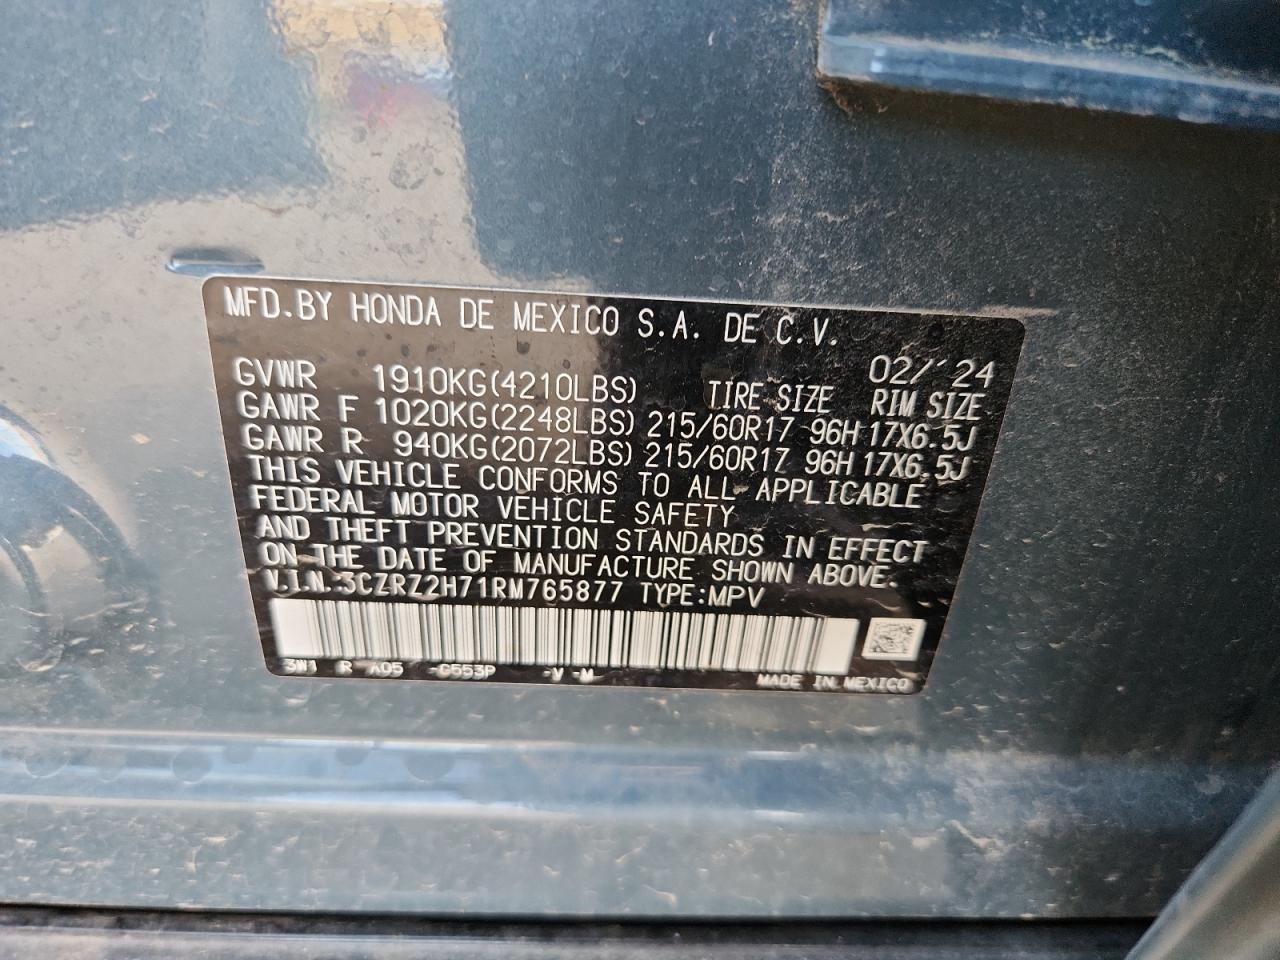 MFD.BY HONDA DE MEXICO S.A. DE C.V.
02/'24
GVWR 1910KG(4210LBS) TIRE SIZE RIM SIZE
GAWR F 1020KG(2248LBS) 215/60R17 96H 17X6.5J
GAWR R 940KG(2072LBS) 215/60R17 96H 17X6.5J
THIS VEHICLE CONFORMS TO ALL APPLICABLE
FEDERAL MOTOR VEHICLE SAFETY
AND THEFT PREVENTION STANDARDS IN EFFECT
ON THE DATE OF MANUFACTURE SHOWN ABOVE.
V.I.N.:3CZRZ2H71RM765877 TYPE:MPV
3W1 R A05 -G553P -V -M
MADE IN MEXICO